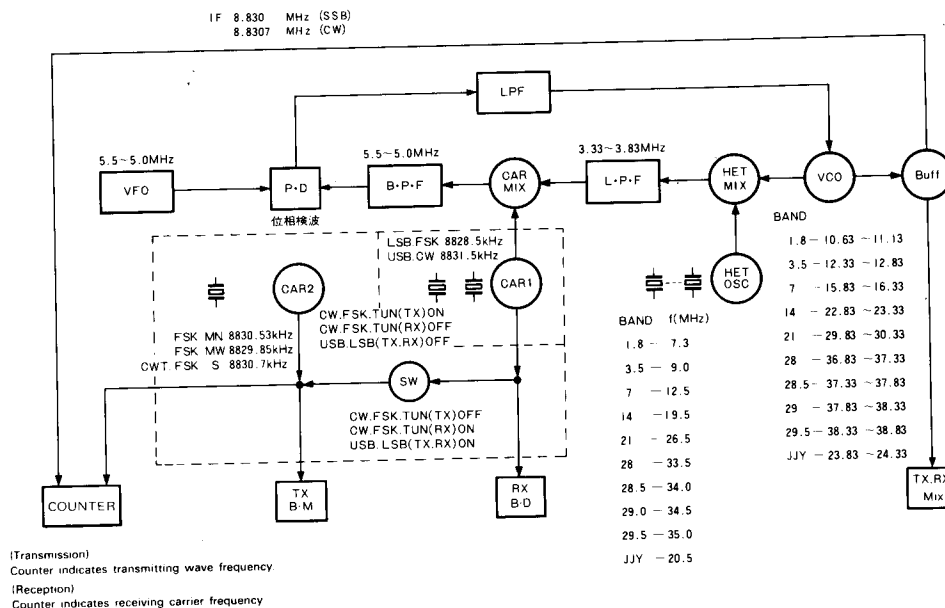 IF 8.830 MHz (SSB)
8.8307 MHz (CW)
LPF
5.5~5.0MHz
VFO
P·D
位相検波
5.5~5.0MHz
B·P·F
CAR
MIX
3.33~3.83MHz
L·P·F
HET
MIX
VCO
Buff
LSB.FSK 8828.5kHz
USB.CW 8831.5kHz
CAR2
CAR1
HET
OSC
CW.FSK.TUN(TX)ON
CW.FSK.TUN(RX)OFF
USB.LSB(TX.RX)OFF
FSK MN 8830.53kHz
FSK MW 8829.85kHz
CWT.FSK S 8830.7kHz
SW
CW.FSK.TUN(TX)OFF
CW.FSK.TUN(RX)ON
USB.LSB(TX.RX)ON
BAND f(MHz)
1.8 — 7.3
3.5 — 9.0
7 — 12.5
14 — 19.5
21 — 26.5
28 — 33.5
28.5 — 34.0
29.0 — 34.5
29.5 — 35.0
JJY — 20.5
BAND
1.8 — 10.63 ~ 11.13
3.5 — 12.33 ~ 12.83
7 — 15.83 ~ 16.33
14 — 22.83 ~ 23.33
21 — 29.83 ~ 30.33
28 — 36.83 ~ 37.33
28.5 — 37.33 ~ 37.83
29 — 37.83 ~ 38.33
29.5 — 38.33 ~ 38.83
JJY — 23.83 ~ 24.33
COUNTER
TX
B·M
RX
B·D
TX.RX
Mix
(Transmission)
Counter indicates transmitting wave frequency.
(Reception)
Counter indicates receiving carrier frequency